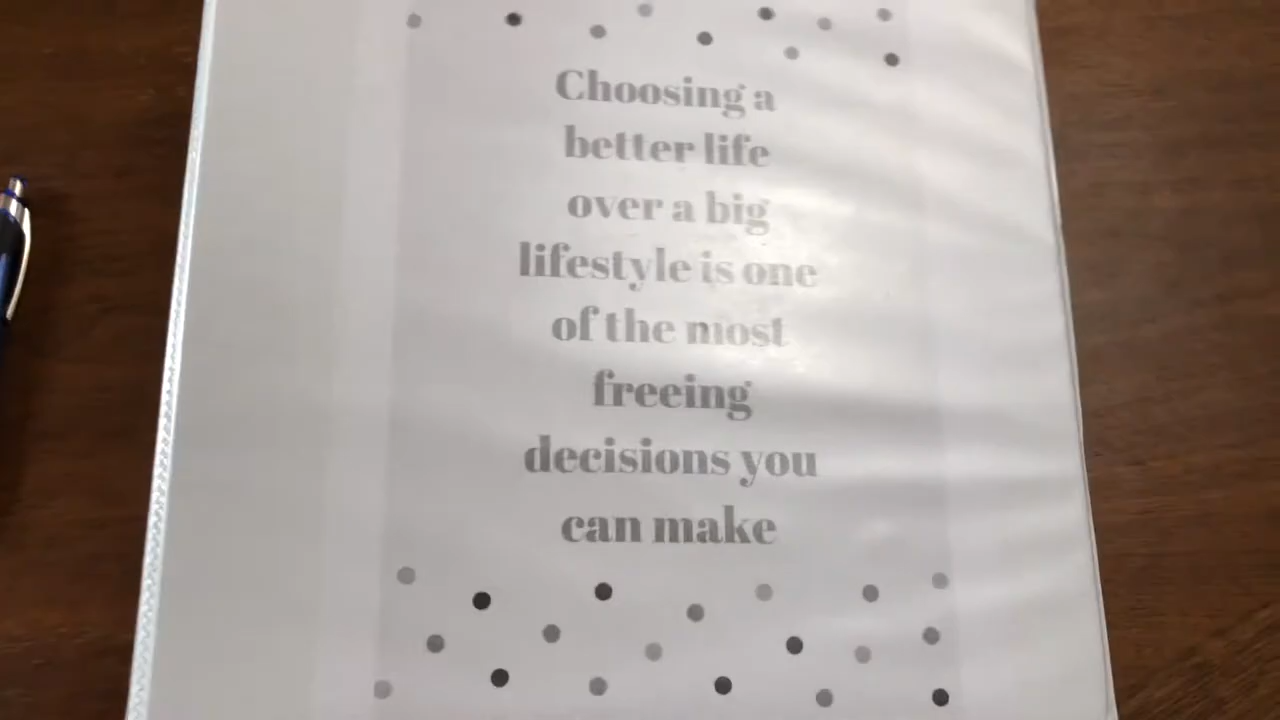 Choosing a
better life
over a big
lifestyle is one
of the most
freeing
decisions you
can make